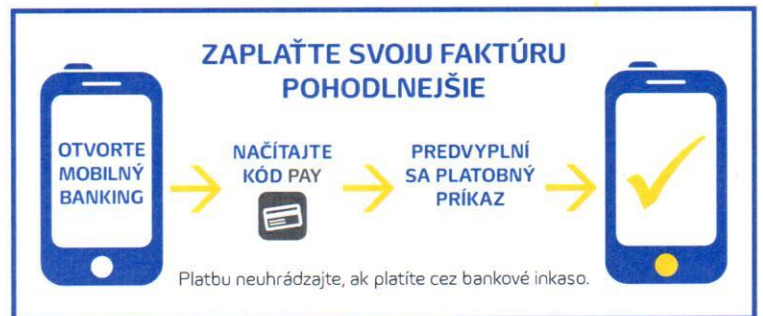 ZAPLAŤTE SVOJU FAKTÚRU
POHODLNEJŠIE
OTVORTE
MOBILNÝ
BANKING
NAČÍTAJTE
KÓD PAY
PREDVYPLNÍ
SA PLATOBNÝ
PRÍKAZ
Platbu neuhrádzajte, ak platíte cez bankové inkaso.